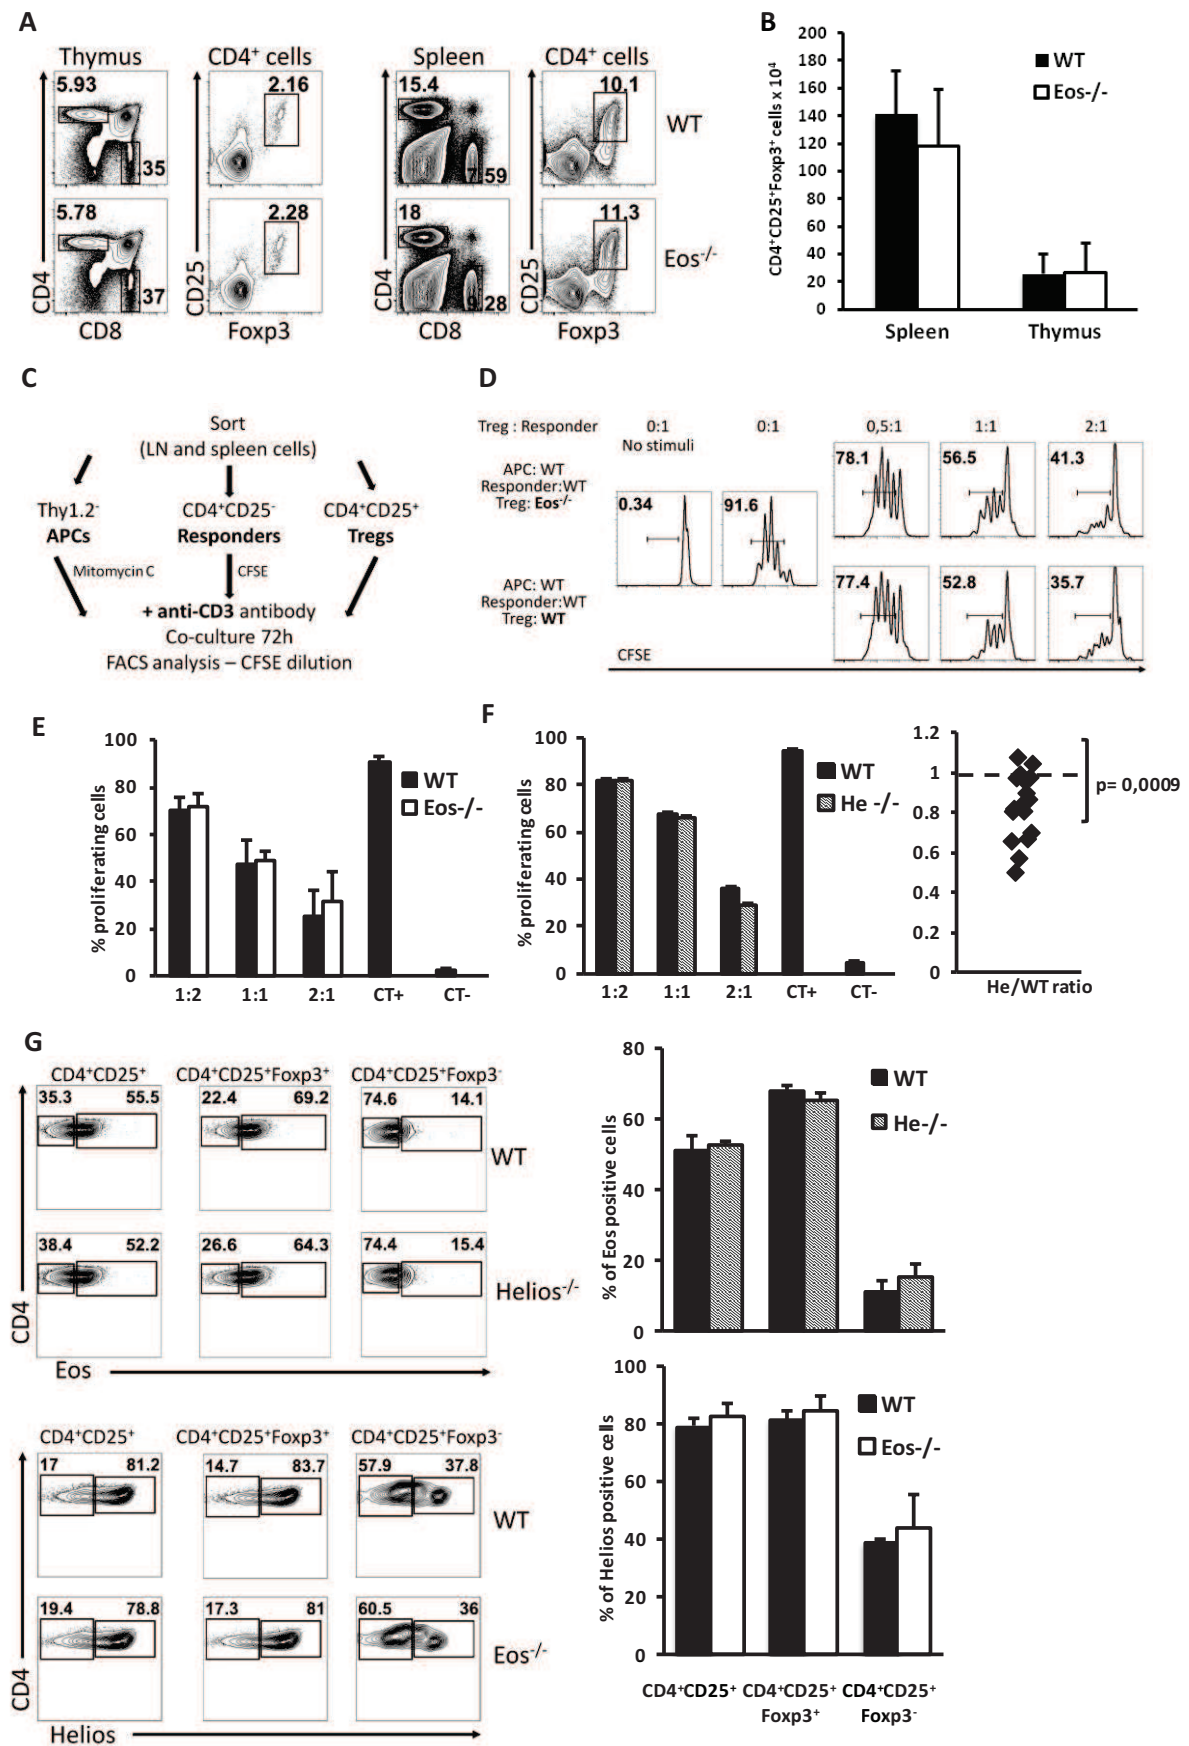 A
Thymus
CD4+ cells
Spleen
CD4+ cells
5.93
2.16
15.4
10.1
35
7.59
WT
5.78
2.28
18
11.3
37
9.28
Eos-/-
CD4
CD25
CD4
CD25
CD8
Foxp3
CD8
Foxp3
B
200
180
160
140
120
100
80
60
40
20
0
CD4+CD25+Foxp3+ cells x 10⁴
WT
Eos-/-
Spleen
Thymus
C
Sort
(LN and spleen cells)
Thy1.2-
CD4+CD25-
CD4+CD25+
APCs
Responders
Tregs
Mitomycin C
CFSE
+ anti-CD3 antibody
Co-culture 72h
FACS analysis – CFSE dilution
D
Treg : Responder
0:1
No stimuli
0:1
0,5:1
1:1
2:1
APC: WT
Responder:WT
Treg: Eos-/-
0.34
91.6
78.1
56.5
41.3
APC: WT
Responder:WT
Treg: WT
77.4
52.8
35.7
CFSE
E
100
80
60
40
20
0
% proliferating cells
WT
Eos-/-
1:2
1:1
2:1
CT+
CT-
F
100
80
60
40
20
0
% proliferating cells
WT
He -/-
1:2
1:1
2:1
CT+
CT-
1.2
1
0.8
0.6
0.4
0.2
0
p= 0,0009
He/WT ratio
G
CD4+CD25+
CD4+CD25+Foxp3+
CD4+CD25+Foxp3-
35.3 55.5
22.4 69.2
74.6 14.1
WT
38.4 52.2
26.6 64.3
74.4 15.4
Helios-/-
CD4
Eos
80
60
40
20
0
% of Eos positive cells
WT
He-/-
CD4+CD25+
CD4+CD25+Foxp3+
CD4+CD25+Foxp3-
17 81.2
14.7 83.7
57.9 37.8
WT
19.4 78.8
17.3 81
60.5 36
Eos-/-
CD4
Helios
100
80
60
40
20
0
% of Helios positive cells
WT
Eos-/-
CD4+CD25+
CD4+CD25+
Foxp3+
CD4+CD25+
Foxp3-